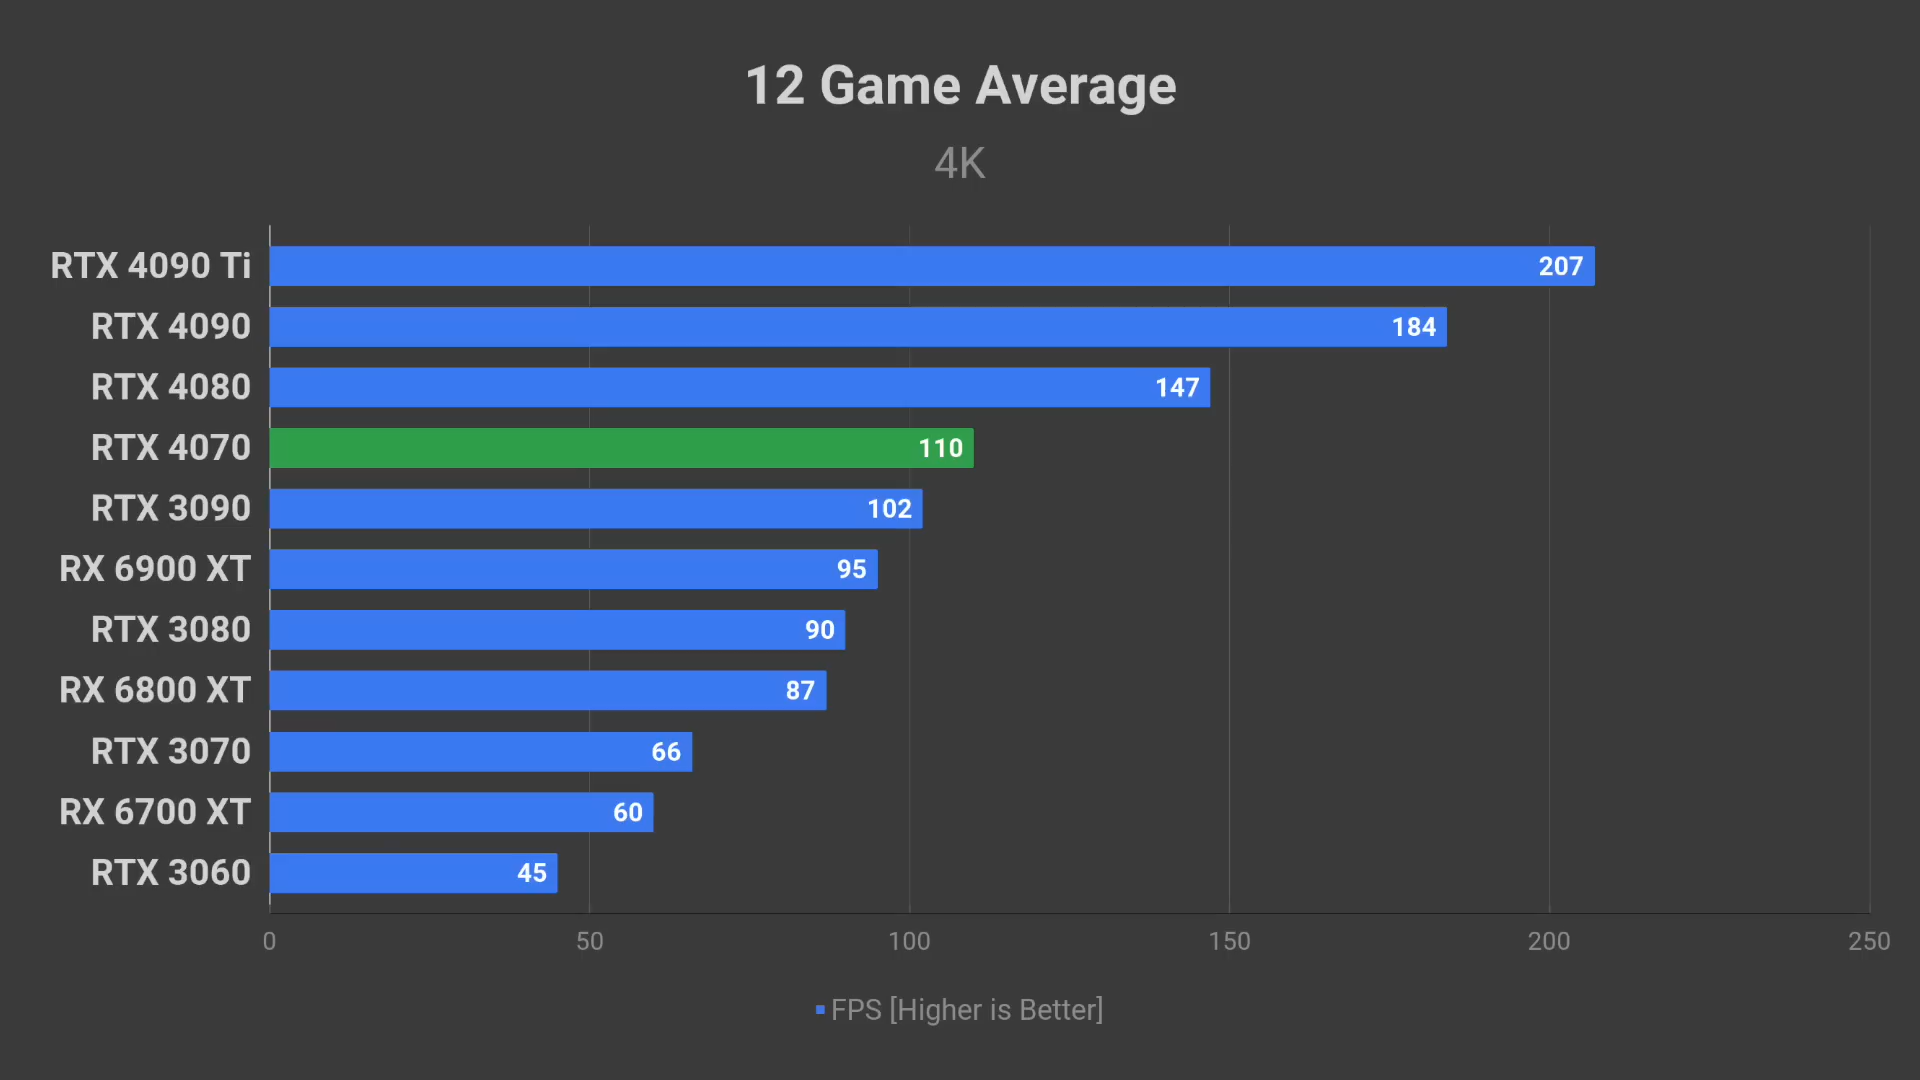 12 Game Average
4K
RTX 4090 Ti 207
RTX 4090 184
RTX 4080 147
RTX 4070 110
RTX 3090 102
RX 6900 XT 95
RTX 3080 90
RX 6800 XT 87
RTX 3070 66
RX 6700 XT 60
RTX 3060 45
0 50 100 150 200 250
FPS [Higher is Better]